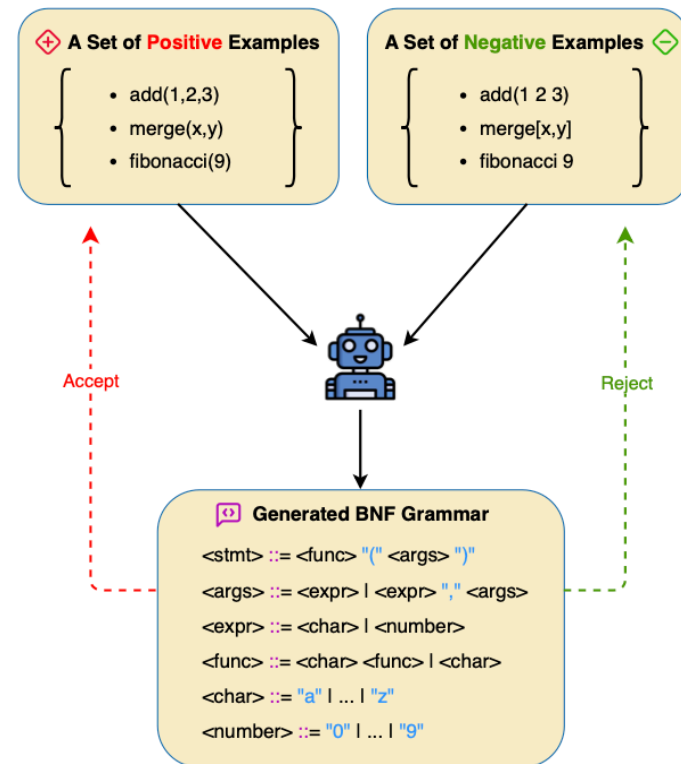 A Set of Positive Examples
• add(1,2,3)
• merge(x,y)
• fibonacci(9)
A Set of Negative Examples
• add(1 2 3)
• merge[x,y]
• fibonacci 9
Accept
Reject
Generated BNF Grammar
<stmt> ::= <func> "(" <args> ")"
<args> ::= <expr> | <expr> "," <args>
<expr> ::= <char> | <number>
<func> ::= <char> <func> | <char>
<char> ::= "a" | ... | "z"
<number> ::= "0" | ... | "9"